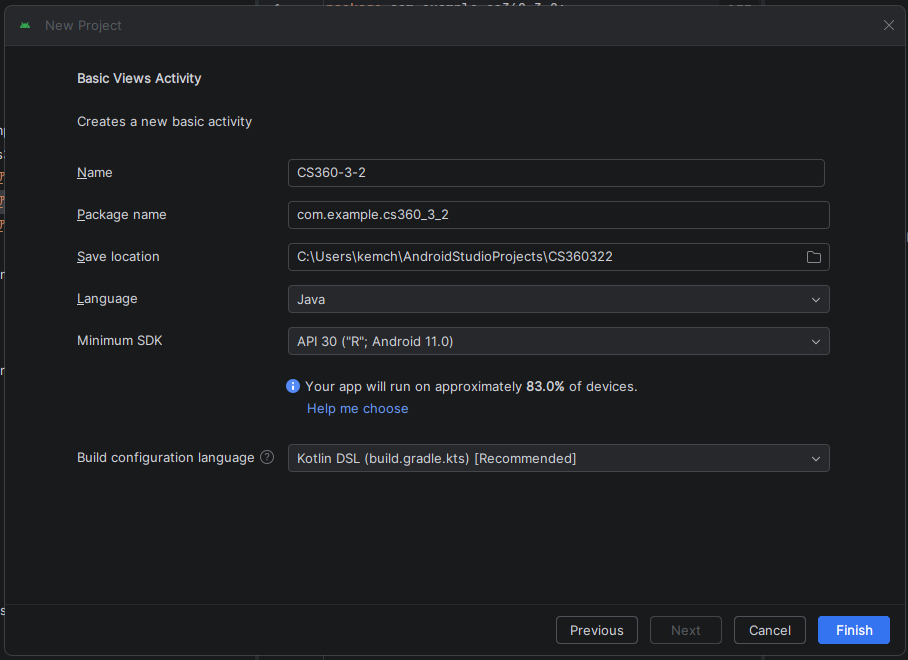 New Project
Basic Views Activity
Creates a new basic activity
Name CS360-3-2
Package name com.example.cs360_3_2
Save location C:\Users\kemch\AndroidStudioProjects\CS360322
Language Java
Minimum SDK API 30 ("R"; Android 11.0)
Your app will run on approximately 83.0% of devices.
Help me choose
Build configuration language ? Kotlin DSL (build.gradle.kts) [Recommended]
Previous Next Cancel Finish